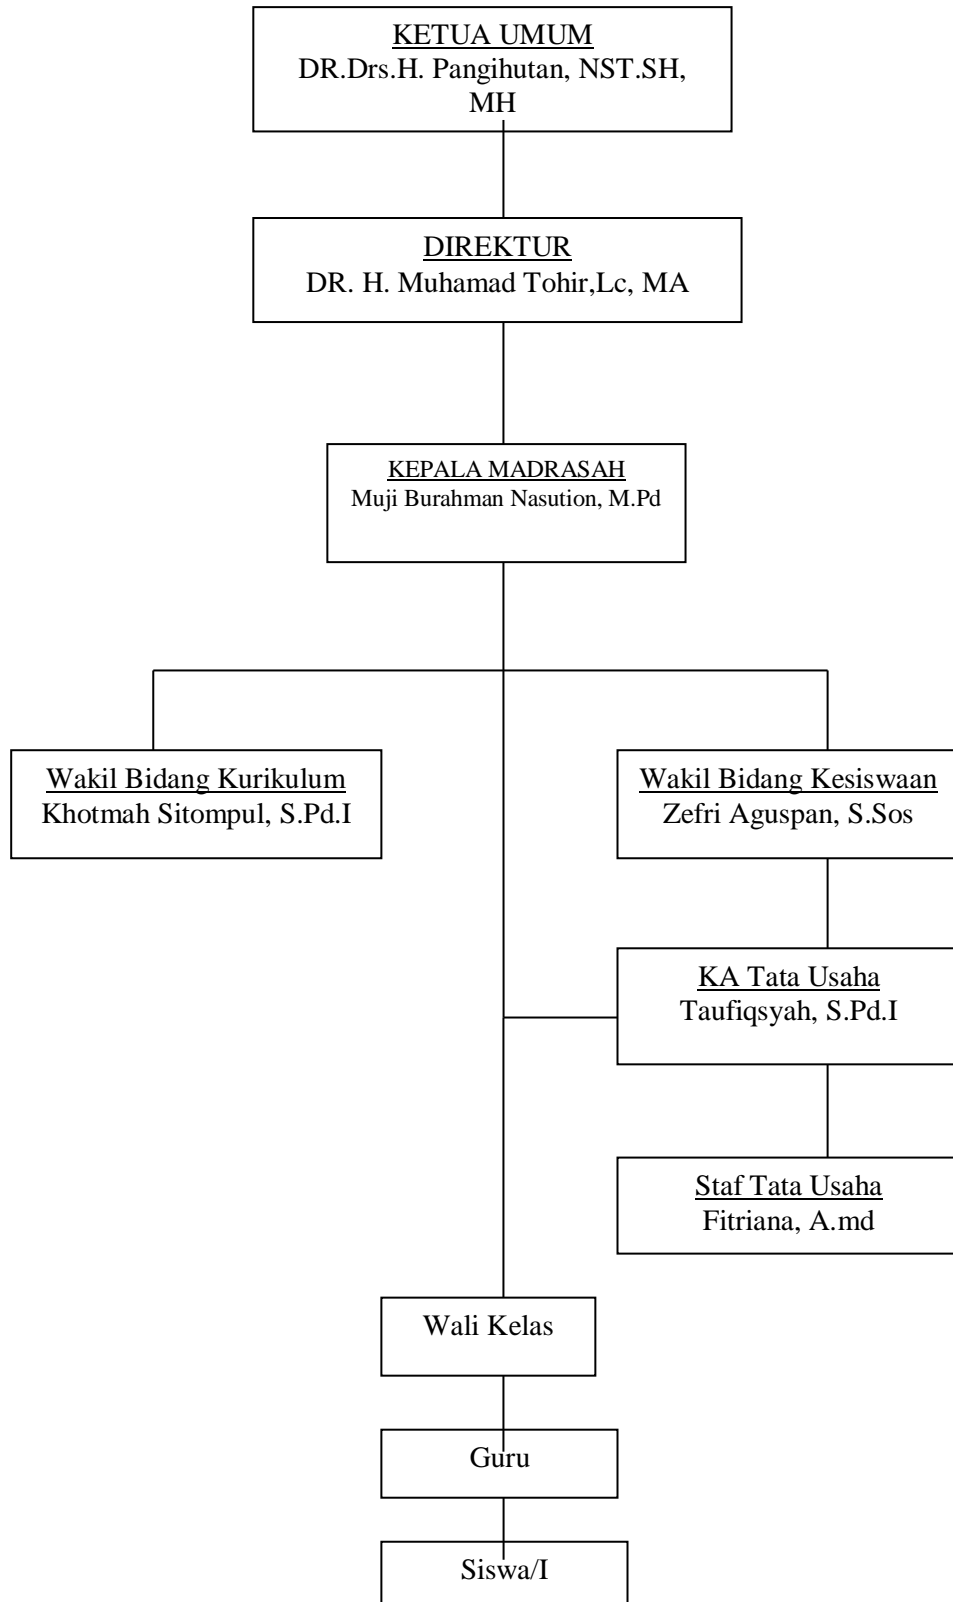 KETUA UMUM
DR.Drs.H. Pangihutan, NST.SH,
MH
DIREKTUR
DR. H. Muhamad Tohir,Lc, MA
KEPALA MADRASAH
Muji Burahman Nasution, M.Pd
Wakil Bidang Kurikulum
Khotmah Sitompul, S.Pd.I
Wakil Bidang Kesiswaan
Zefri Aguspan, S.Sos
KA Tata Usaha
Taufiqsyah, S.Pd.I
Staf Tata Usaha
Fitriana, A.md
Wali Kelas
Guru
Siswa/I